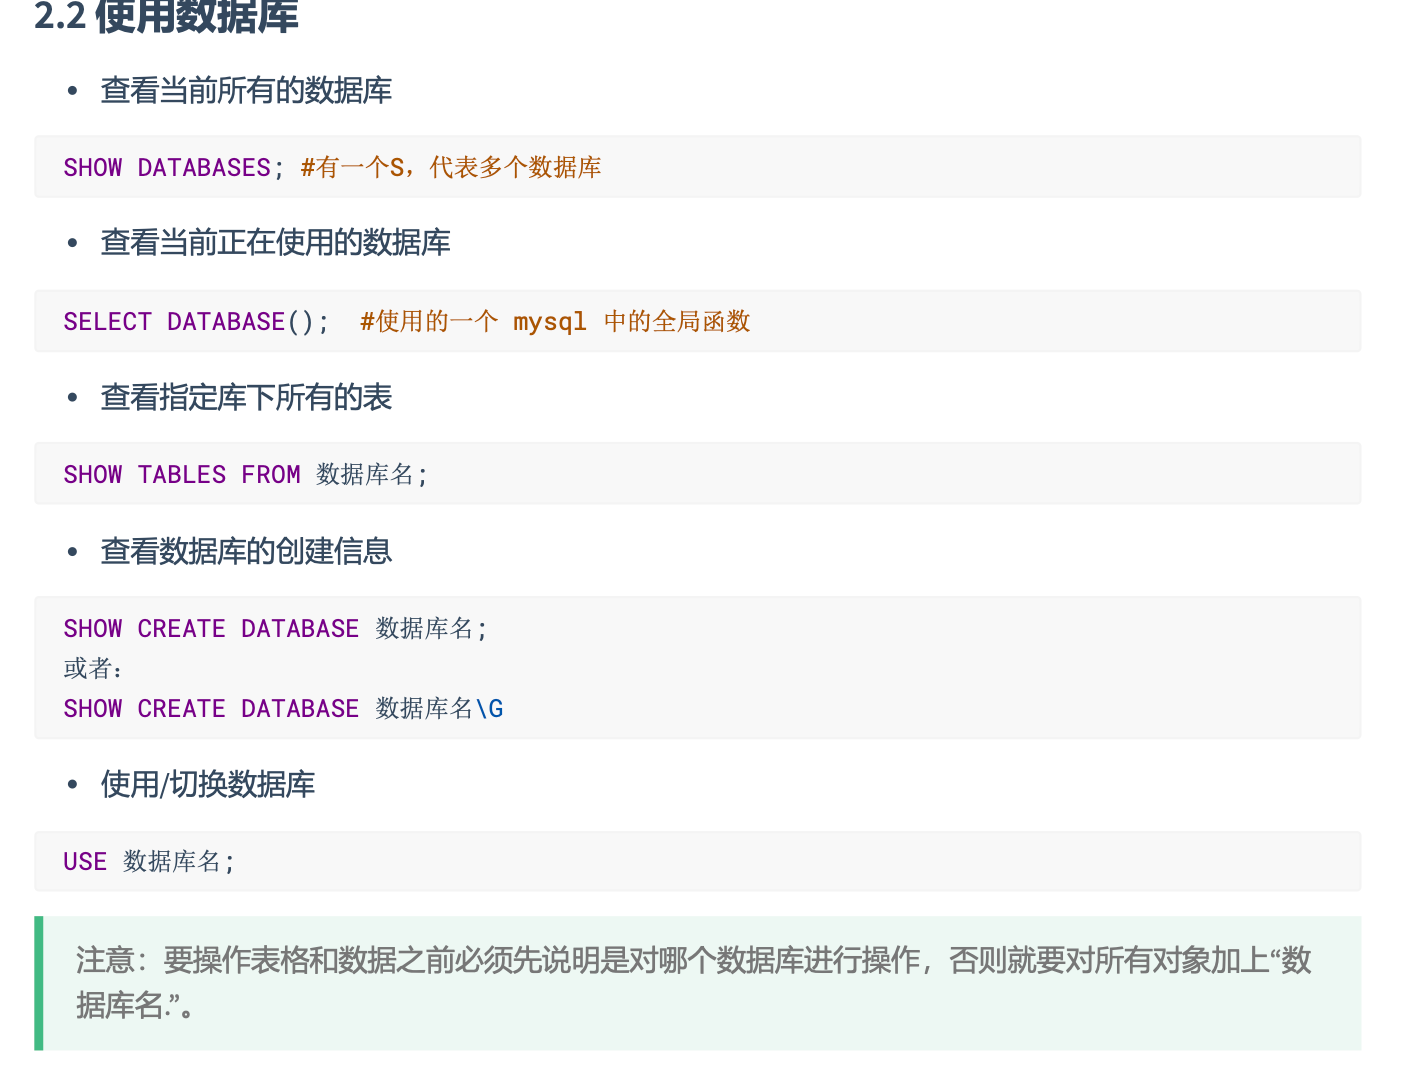 2.2 使用数据库
• 查看当前所有的数据库
SHOW DATABASES; #有一个S，代表多个数据库
• 查看当前正在使用的数据库
SELECT DATABASE();  #使用的一个 mysql 中的全局函数
• 查看指定库下所有的表
SHOW TABLES FROM 数据库名;
• 查看数据库的创建信息
SHOW CREATE DATABASE 数据库名;
或者：
SHOW CREATE DATABASE 数据库名\G
• 使用/切换数据库
USE 数据库名;
注意：要操作表格和数据之前必须先说明是对哪个数据库进行操作，否则就要对所有对象加上“数
据库名.”。